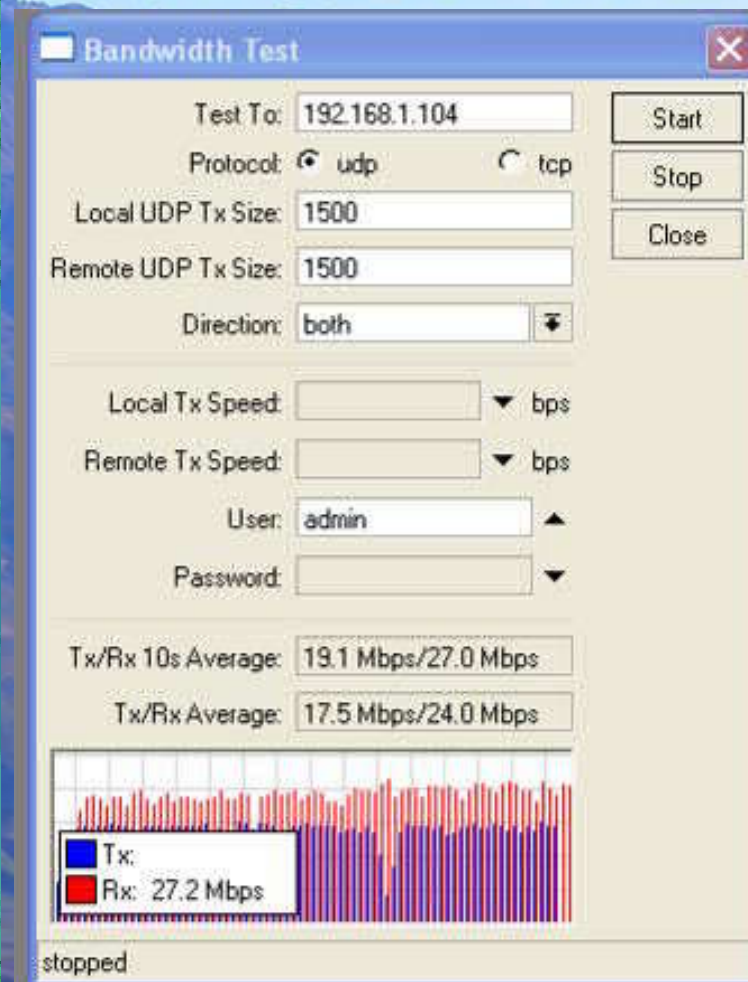 Bandwidth Test
Test To: 192.168.1.104
Start
Protocol: udp tcp
Stop
Local UDP Tx Size: 1500
Close
Remote UDP Tx Size: 1500
Direction: both
Local Tx Speed: bps
Remote Tx Speed: bps
User: admin
Password:
Tx/Rx 10s Average: 19.1 Mbps/27.0 Mbps
Tx/Rx Average: 17.5 Mbps/24.0 Mbps
Tx:
Rx: 27.2 Mbps
stopped